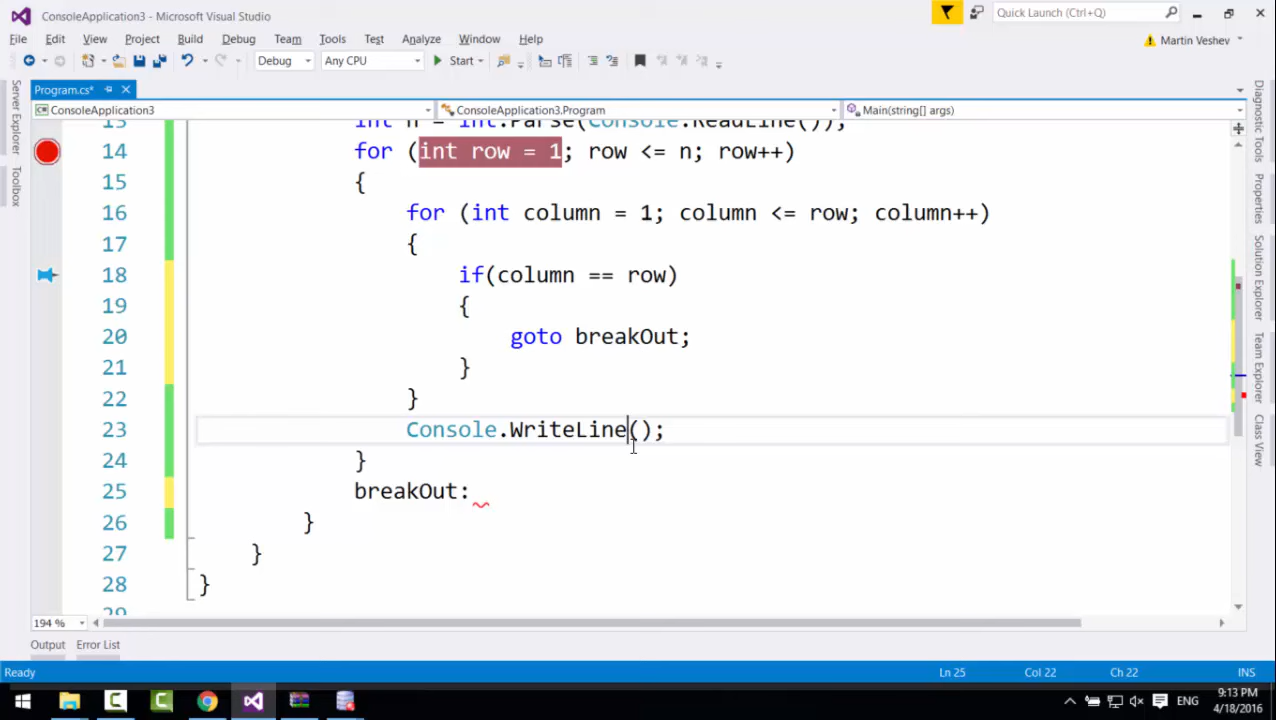 ConsoleApplication3 - Microsoft Visual Studio
Quick Launch (Ctrl+Q)
File Edit View Project Build Debug Team Tools Test Analyze Window Help
Martin Veshev
Debug Any CPU Start
Program.cs*
ConsoleApplication3 ConsoleApplication3.Program Main(string[] args)
13 int n = int.Parse(Console.ReadLine());
14 for (int row = 1; row <= n; row++)
15 {
16 for (int column = 1; column <= row; column++)
17 {
18 if(column == row)
19 {
20 goto breakOut;
21 }
22 }
23 Console.WriteLine();
24 }
25 breakOut:
26 }
27 }
28 }
29
Server Explorer
Toolbox
Diagnostic Tools
Properties
Solution Explorer
Team Explorer
Class View
194 %
Output Error List
Ready Ln 25 Col 22 Ch 22 INS
ENG
9:13 PM
4/18/2016